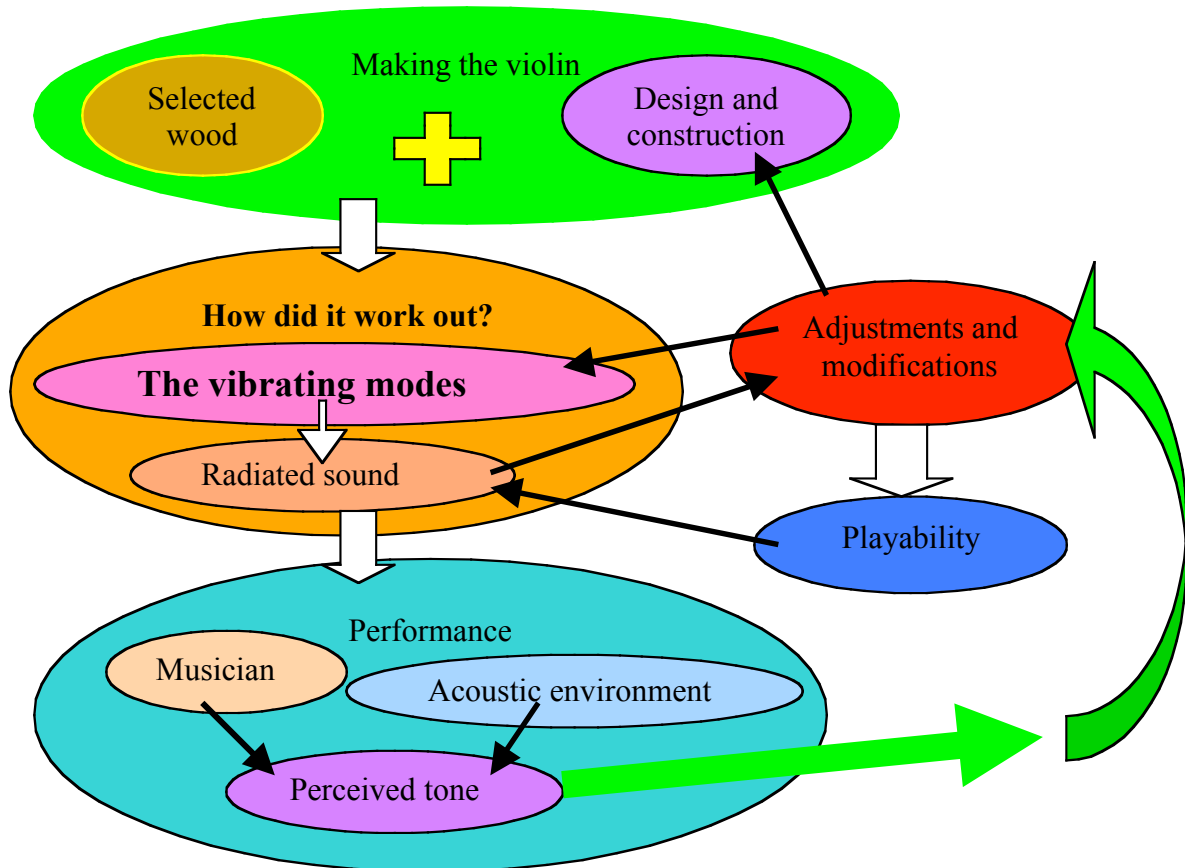 Making the violin
Selected
wood
Design and
construction
How did it work out?
The vibrating modes
Radiated sound
Adjustments and
modifications
Playability
Performance
Musician
Acoustic environment
Perceived tone